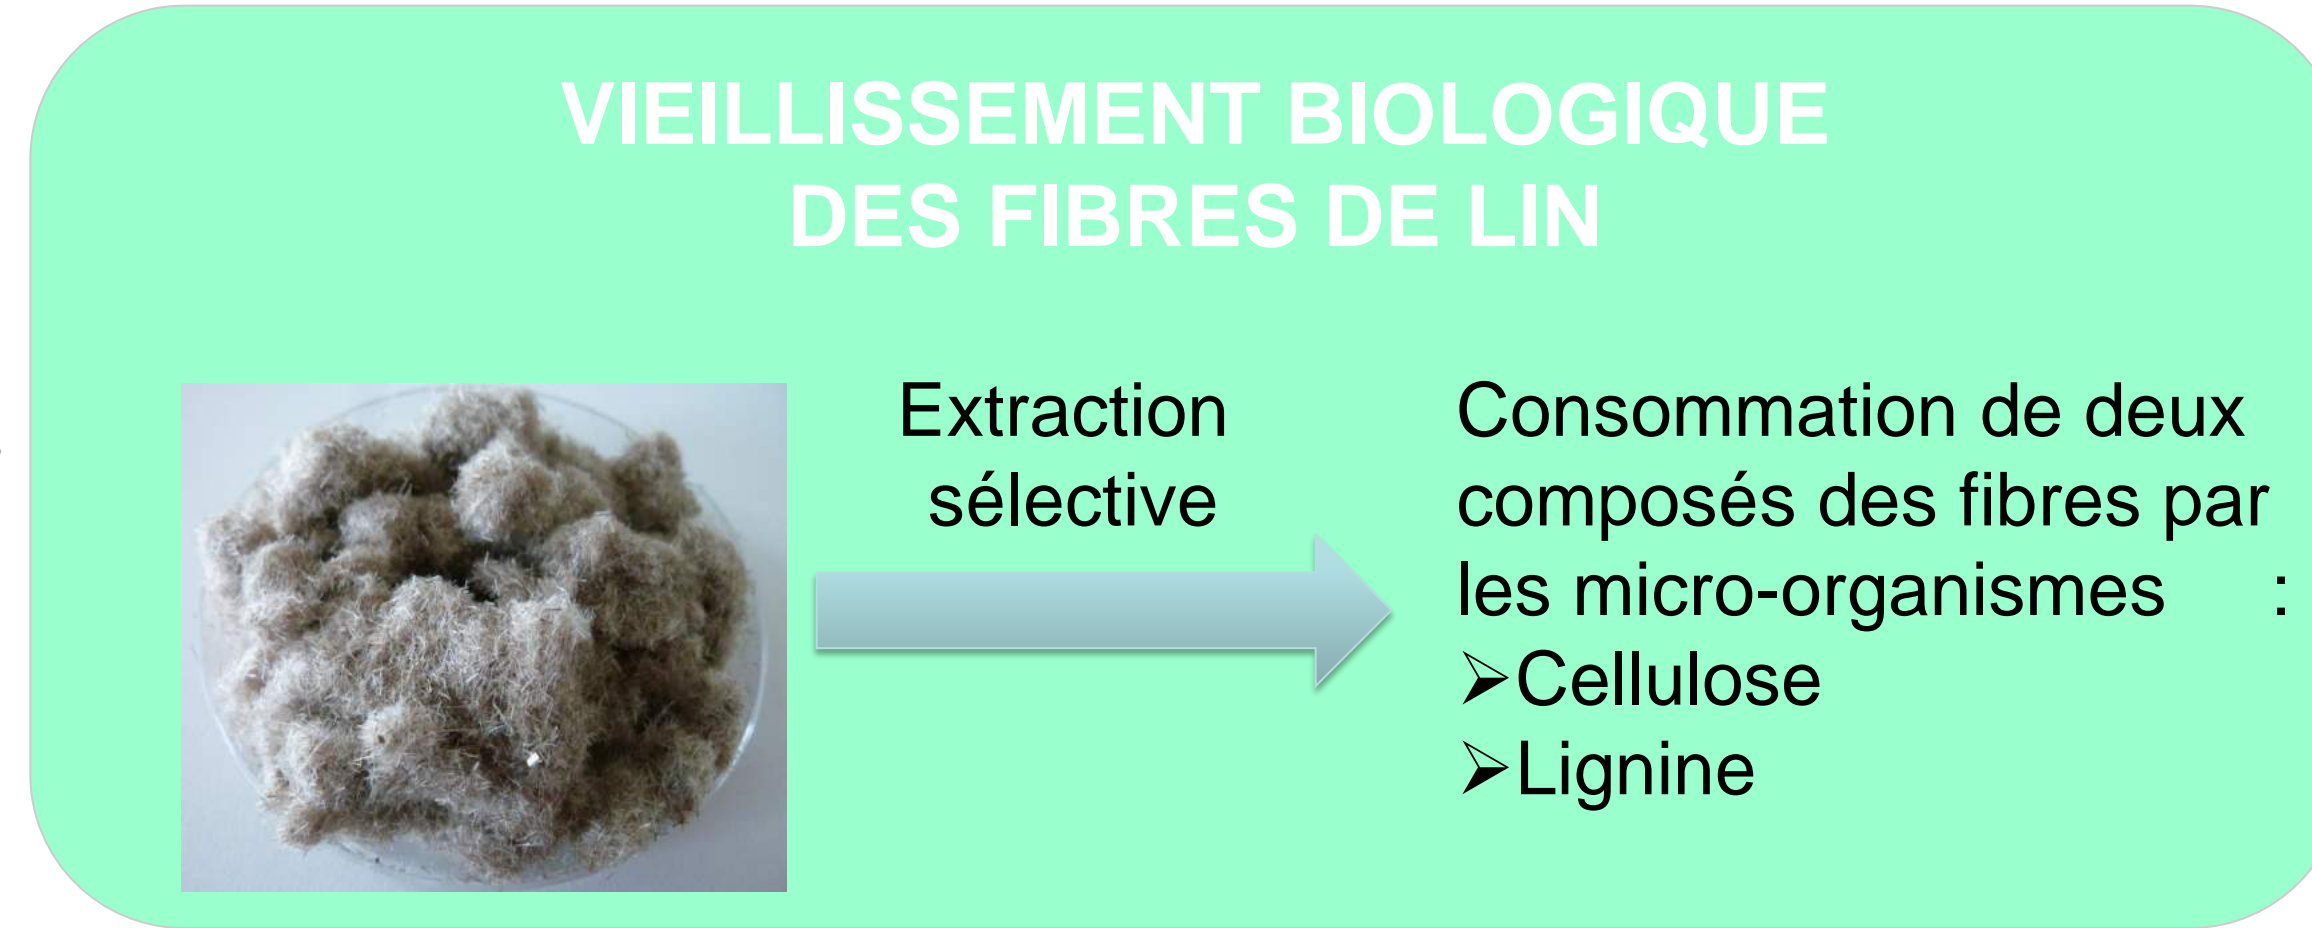 VIEILLISSEMENT BIOLOGIQUE
DES FIBRES DE LIN
Extraction
sélective
Consommation de deux
composés des fibres par
les micro-organismes :
➢Cellulose
➢Lignine